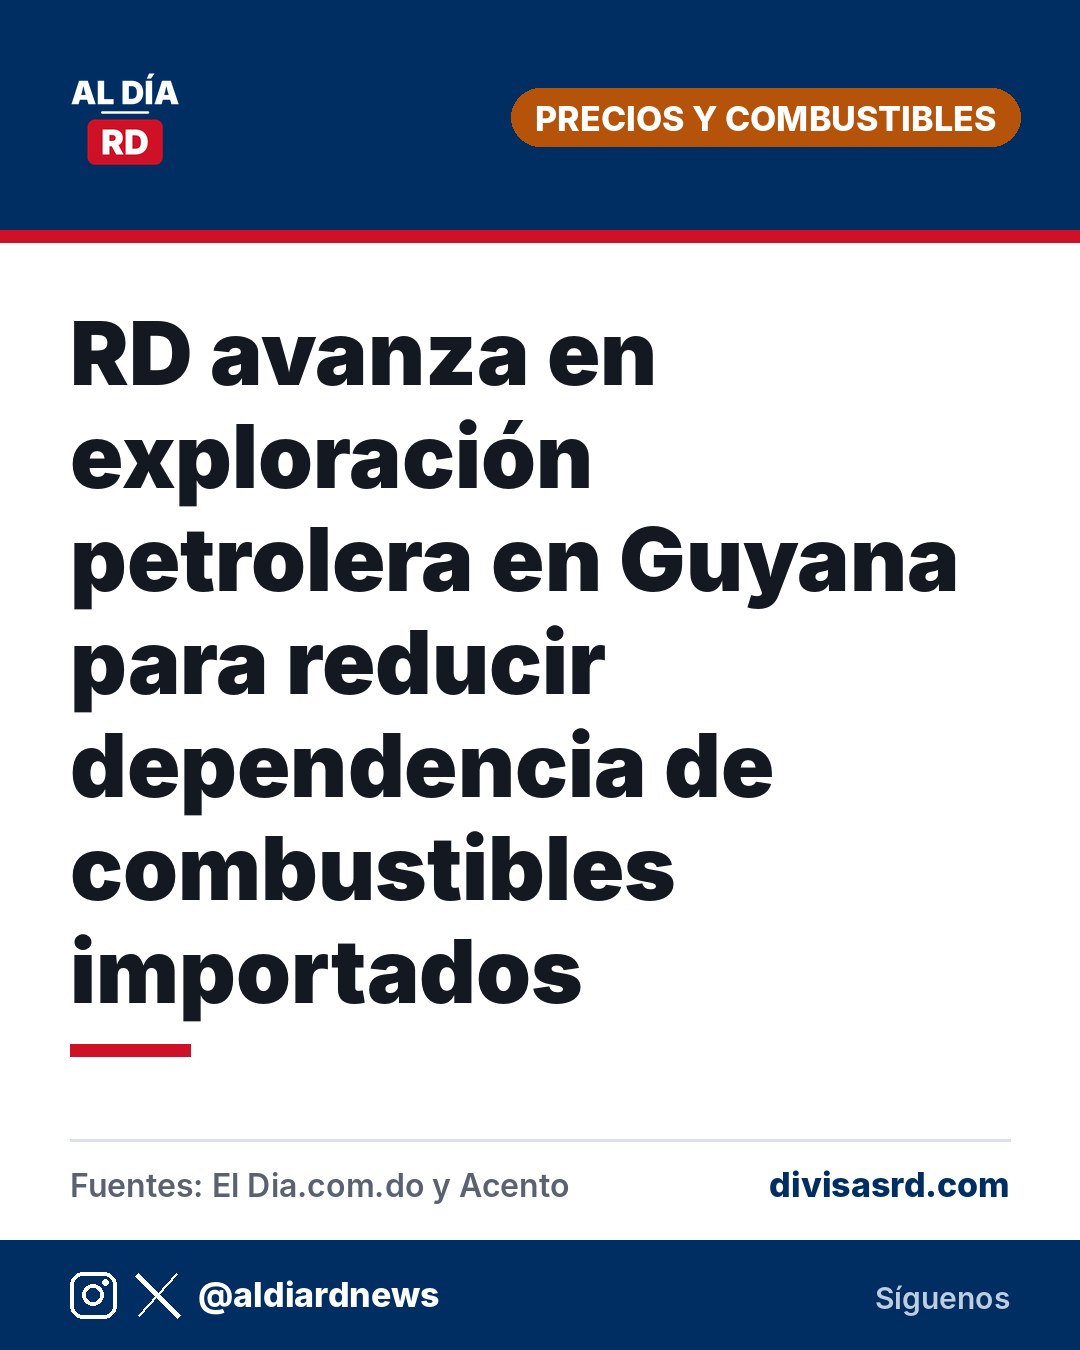 AL DÍA
RD
PRECIOS Y COMBUSTIBLES
RD avanza en
exploración
petrolera en Guyana
para reducir
dependencia de
combustibles
importados
Fuentes: El Dia.com.do y Acento
divisasrd.com
@aldiardnews
Síguenos